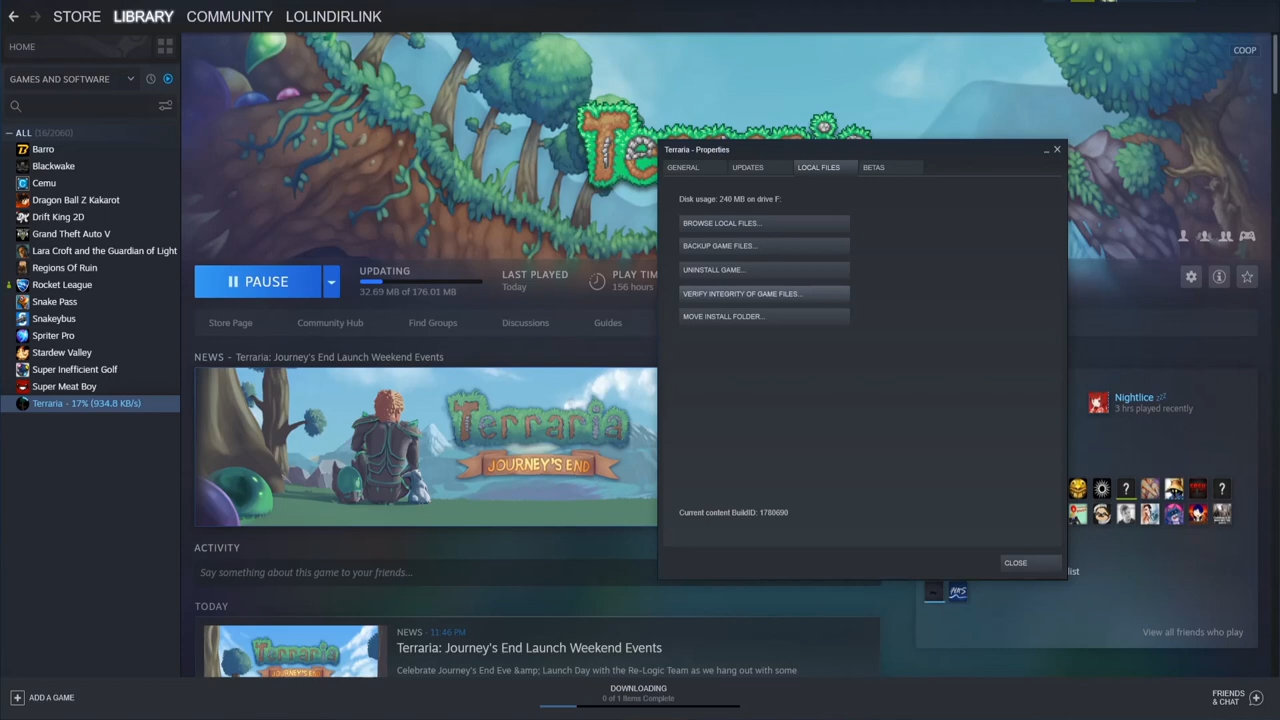 STORE LIBRARY COMMUNITY LOLINDIRLINK
HOME
COOP
GAMES AND SOFTWARE
ALL (16/2060)
Barro
Blackwake
Cemu
Dragon Ball Z Kakarot
Drift King 2D
Grand Theft Auto V
Lara Croft and the Guardian of Light
Regions Of Ruin
Rocket League
Snake Pass
Snakeybus
Spriter Pro
Stardew Valley
Super Inefficient Golf
Super Meat Boy
Terraria - 17% (934.8 KB/s)
PAUSE
UPDATING
32.69 MB of 176.01 MB
LAST PLAYED
Today
PLAY TIM
156 hours
Store Page Community Hub Find Groups Discussions Guides
NEWS - Terraria: Journey's End Launch Weekend Events
Terraria
JOURNEY'S END
ACTIVITY
Say something about this game to your friends...
TODAY
Terraria
JOURNEY'S END
NEWS - 11:46 PM
Terraria: Journey's End Launch Weekend Events
Celebrate Journey's End Eve &amp; Launch Day with the Re-Logic Team as we hang out with some
Terraria - Properties
GENERAL UPDATES LOCAL FILES BETAS
Disk usage: 240 MB on drive F:
BROWSE LOCAL FILES...
BACKUP GAME FILES...
UNINSTALL GAME...
VERIFY INTEGRITY OF GAME FILES...
MOVE INSTALL FOLDER...
Current content BuildID: 1780690
CLOSE
Nightlice
3 hrs played recently
list
View all friends who play
ADD A GAME
DOWNLOADING
0 of 1 Items Complete
FRIENDS
& CHAT